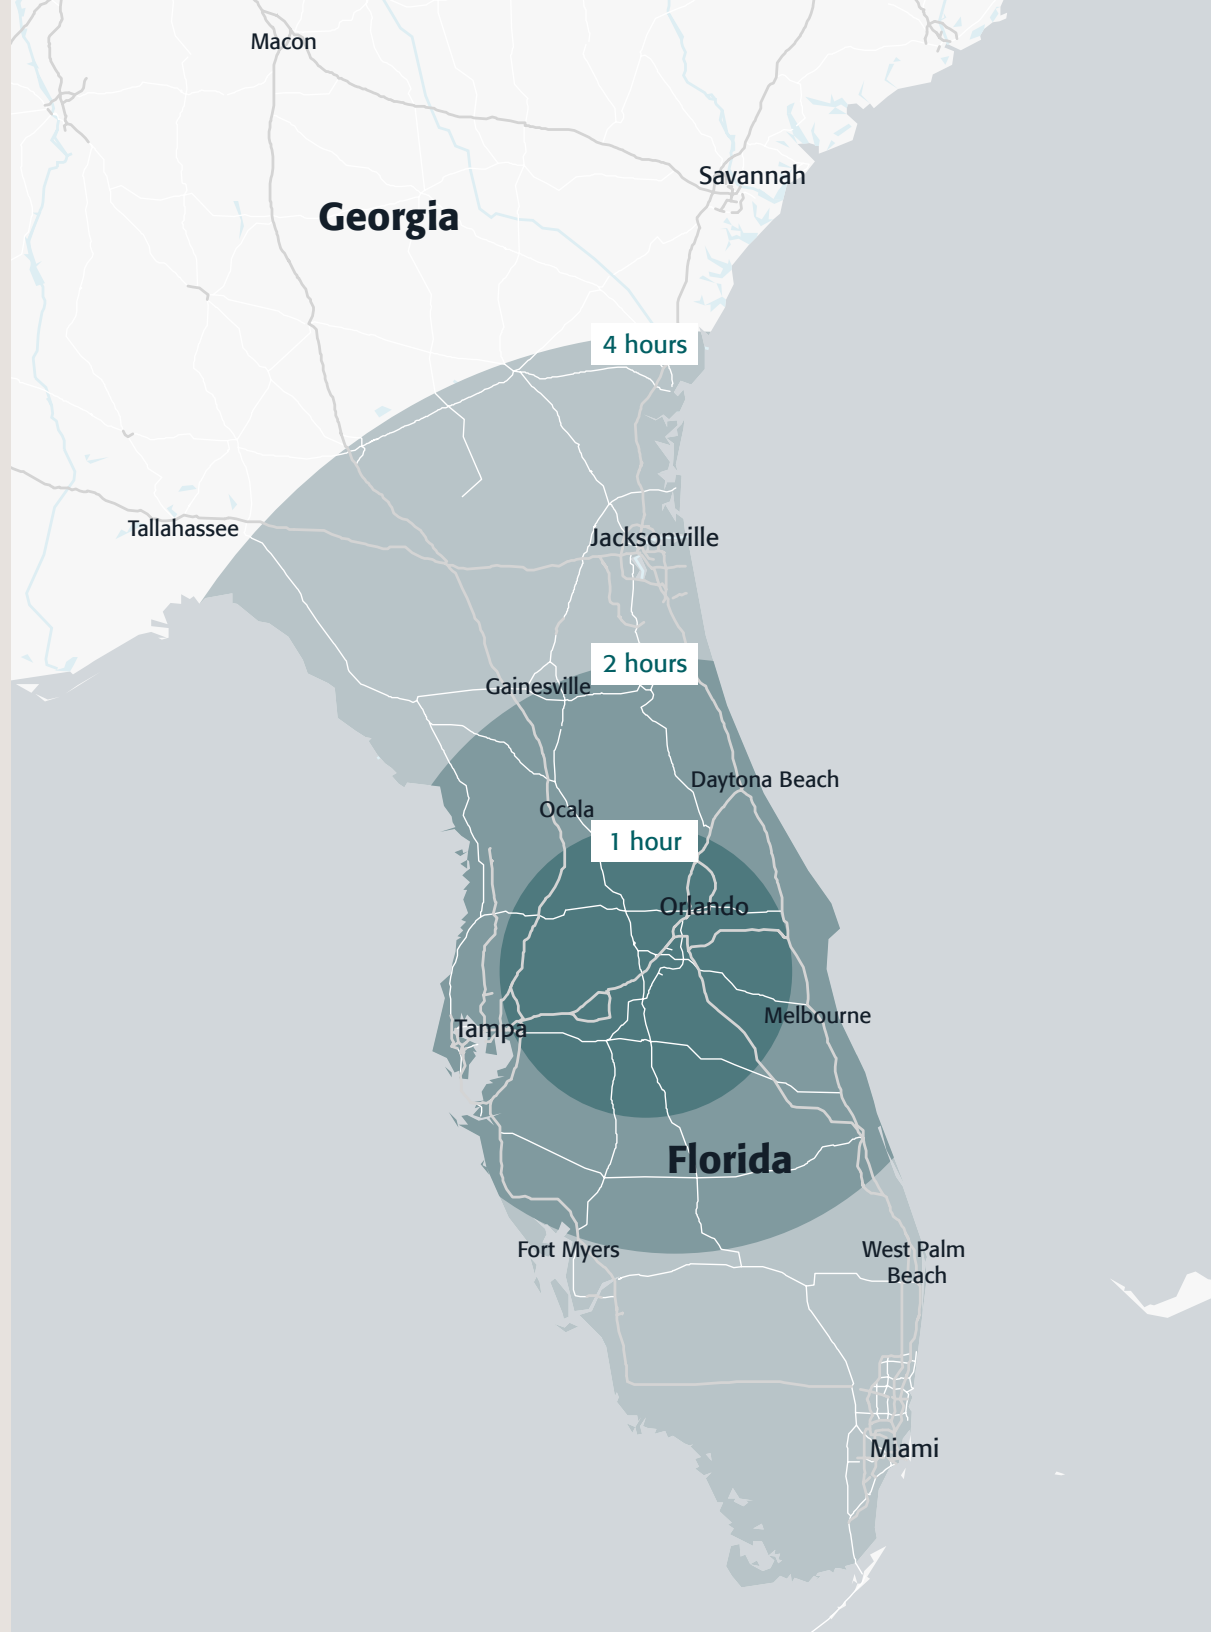 Macon
Savannah
Georgia
4 hours
Tallahassee
Jacksonville
2 hours
Gainesville
Daytona Beach
Ocala
1 hour
Orlando
Melbourne
Tampa
Florida
Fort Myers
West Palm
Beach
Miami